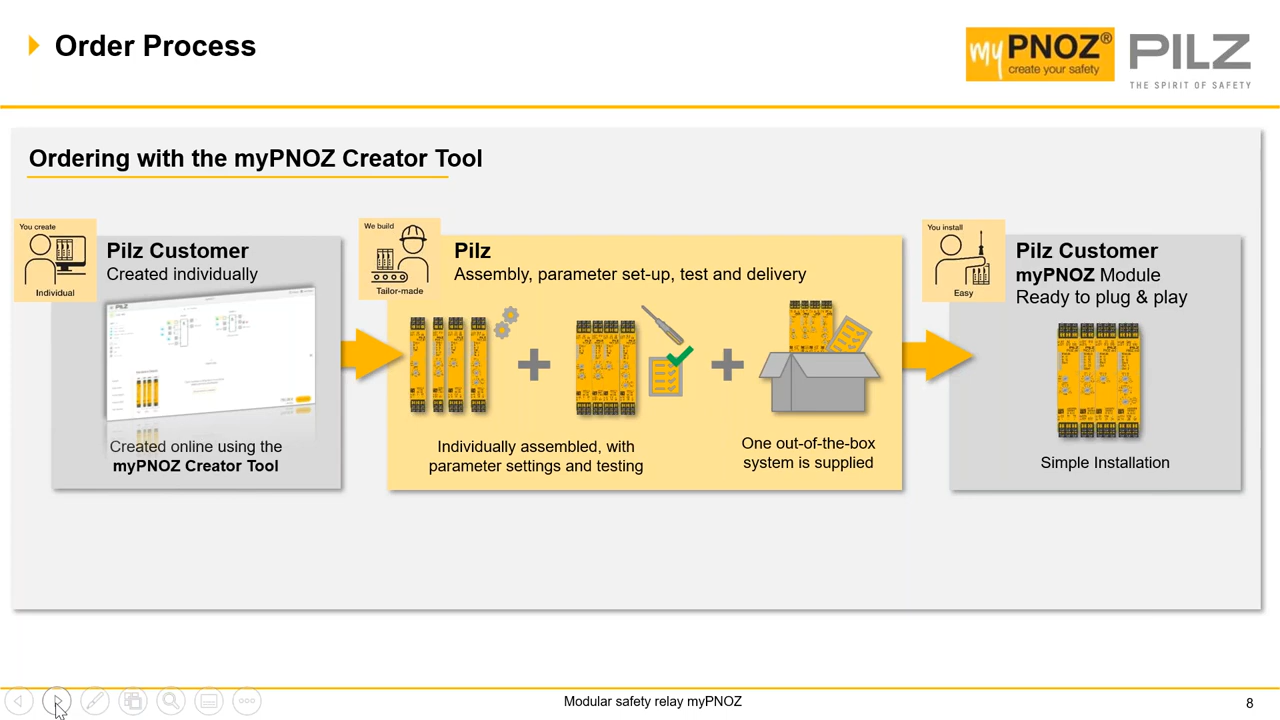 Order Process
my PNOZ®
create your safety
PILZ
THE SPIRIT OF SAFETY
Ordering with the myPNOZ Creator Tool
You create
Individual
Pilz Customer
Created individually
PILZ
Created online using the
myPNOZ Creator Tool
We build
Tailor-made
Pilz
Assembly, parameter set-up, test and delivery
Individually assembled, with
parameter settings and testing
One out-of-the-box
system is supplied
You install
Easy
Pilz Customer
myPNOZ Module
Ready to plug & play
Simple Installation
Modular safety relay myPNOZ
8